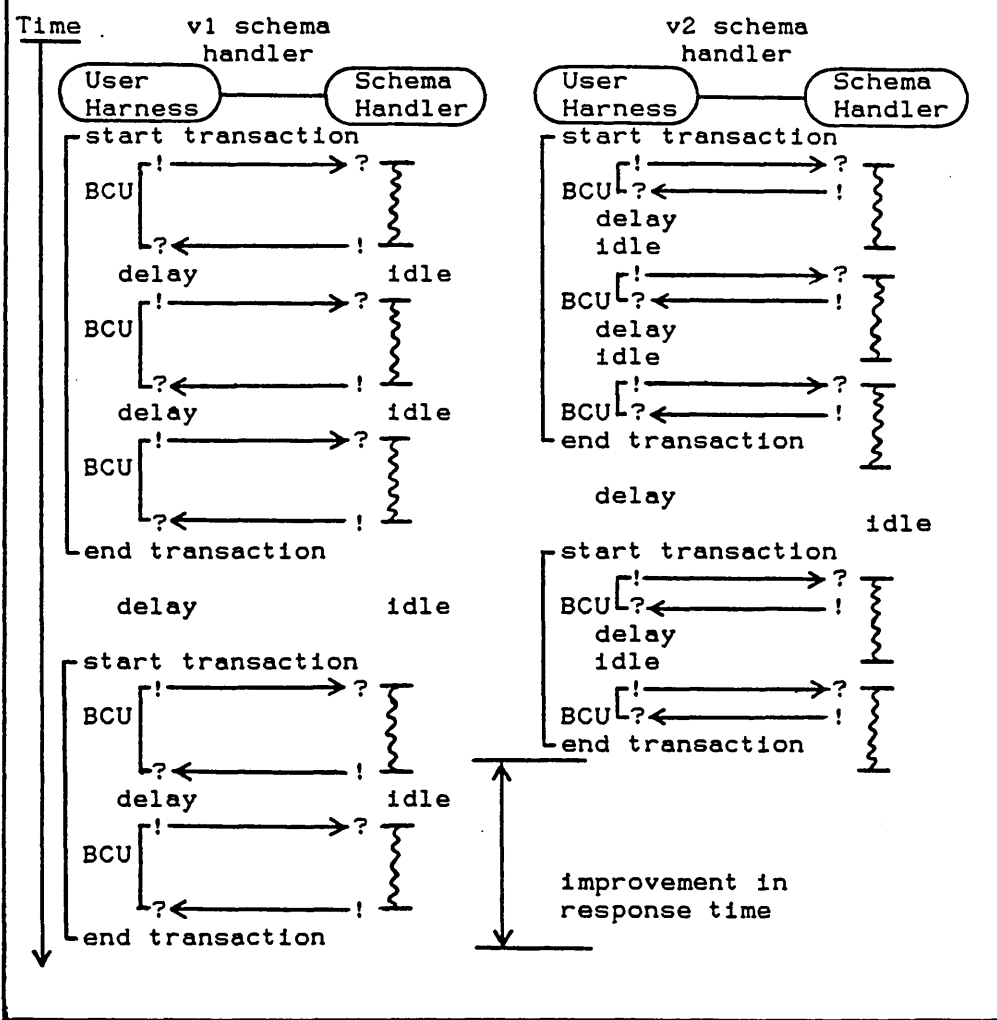 Time
v1 schema
handler
User
Harness
Schema
Handler
start transaction
! ?
BCU
? !
delay idle
! ?
BCU
? !
delay idle
! ?
BCU
? !
end transaction
delay idle
start transaction
! ?
BCU
? !
delay idle
! ?
BCU
? !
end transaction
v2 schema
handler
User
Harness
Schema
Handler
start transaction
! ?
BCU ? !
delay
idle
! ?
BCU ? !
delay
idle
! ?
BCU ? !
end transaction
delay
idle
start transaction
! ?
BCU ? !
delay
idle
! ?
BCU ? !
end transaction
improvement in
response time